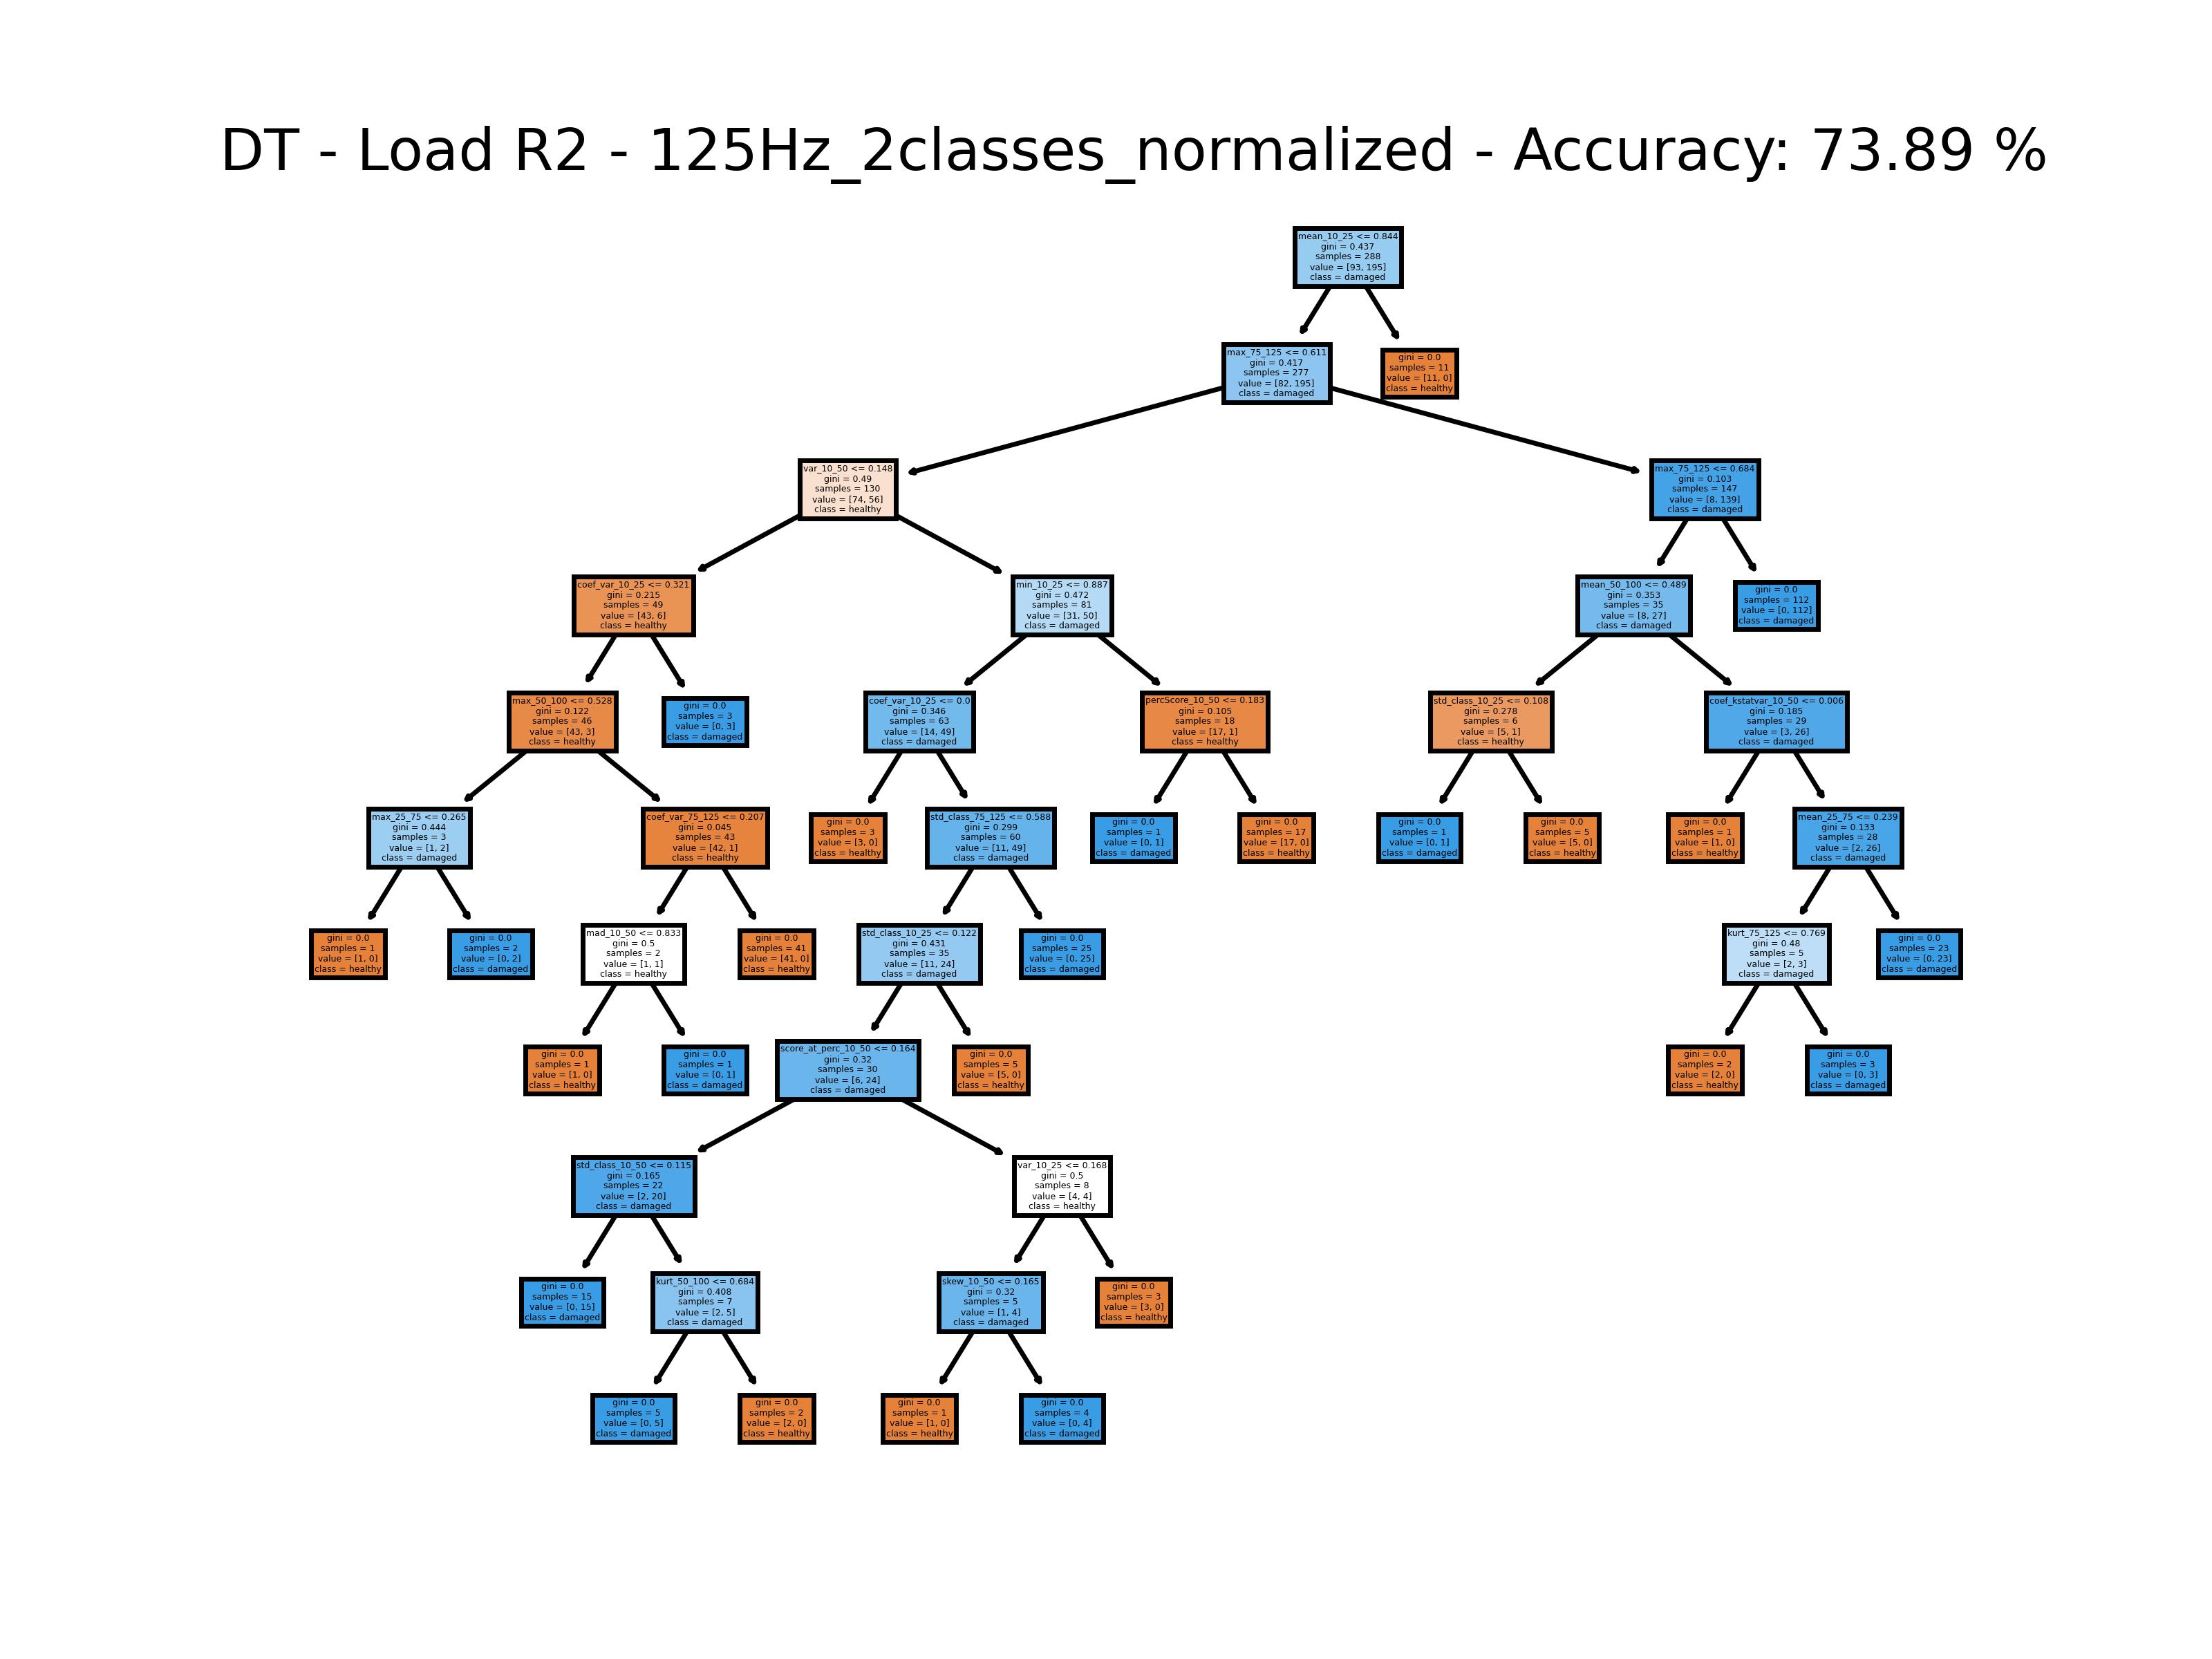 DT - Load R2 - 125Hz_2classes_normalized - Accuracy: 73.89 %
mean_10_25 <= 0.844
gini = 0.437
samples = 288
value = [93, 195]
class = damaged
max_75_125 <= 0.611
gini = 0.417
samples = 277
value = [82, 195]
class = damaged
gini = 0.0
samples = 11
value = [11, 0]
class = healthy
var_10_50 <= 0.148
gini = 0.49
samples = 130
value = [74, 56]
class = healthy
max_75_125 <= 0.684
gini = 0.103
samples = 147
value = [8, 139]
class = damaged
coef_var_10_25 <= 0.321
gini = 0.215
samples = 49
value = [43, 6]
class = healthy
min_10_25 <= 0.887
gini = 0.472
samples = 81
value = [31, 50]
class = damaged
mean_50_100 <= 0.489
gini = 0.353
samples = 35
value = [8, 27]
class = damaged
gini = 0.0
samples = 112
value = [0, 112]
class = damaged
max_50_100 <= 0.528
gini = 0.122
samples = 46
value = [43, 3]
class = healthy
gini = 0.0
samples = 3
value = [0, 3]
class = damaged
coef_var_10_25 <= 0.0
gini = 0.346
samples = 63
value = [14, 49]
class = damaged
percScore_10_50 <= 0.183
gini = 0.105
samples = 18
value = [17, 1]
class = healthy
std_class_10_25 <= 0.108
gini = 0.278
samples = 6
value = [5, 1]
class = healthy
coef_kstatvar_10_50 <= 0.006
gini = 0.185
samples = 29
value = [3, 26]
class = damaged
max_25_75 <= 0.265
gini = 0.444
samples = 3
value = [1, 2]
class = damaged
coef_var_75_125 <= 0.207
gini = 0.045
samples = 43
value = [42, 1]
class = healthy
gini = 0.0
samples = 3
value = [3, 0]
class = healthy
std_class_75_125 <= 0.588
gini = 0.299
samples = 60
value = [11, 49]
class = damaged
gini = 0.0
samples = 1
value = [0, 1]
class = damaged
gini = 0.0
samples = 17
value = [17, 0]
class = healthy
gini = 0.0
samples = 1
value = [0, 1]
class = damaged
gini = 0.0
samples = 5
value = [5, 0]
class = healthy
gini = 0.0
samples = 1
value = [1, 0]
class = healthy
mean_25_75 <= 0.239
gini = 0.133
samples = 28
value = [2, 26]
class = damaged
gini = 0.0
samples = 1
value = [1, 0]
class = healthy
gini = 0.0
samples = 2
value = [0, 2]
class = damaged
mad_10_50 <= 0.833
gini = 0.5
samples = 2
value = [1, 1]
class = healthy
gini = 0.0
samples = 41
value = [41, 0]
class = healthy
std_class_10_25 <= 0.122
gini = 0.431
samples = 35
value = [11, 24]
class = damaged
gini = 0.0
samples = 25
value = [0, 25]
class = damaged
kurt_75_125 <= 0.769
gini = 0.48
samples = 5
value = [2, 3]
class = damaged
gini = 0.0
samples = 23
value = [0, 23]
class = damaged
gini = 0.0
samples = 1
value = [1, 0]
class = healthy
gini = 0.0
samples = 1
value = [0, 1]
class = damaged
score_at_perc_10_50 <= 0.164
gini = 0.32
samples = 30
value = [6, 24]
class = damaged
gini = 0.0
samples = 5
value = [5, 0]
class = healthy
gini = 0.0
samples = 2
value = [2, 0]
class = healthy
gini = 0.0
samples = 3
value = [0, 3]
class = damaged
std_class_10_50 <= 0.115
gini = 0.165
samples = 22
value = [2, 20]
class = damaged
var_10_25 <= 0.168
gini = 0.5
samples = 8
value = [4, 4]
class = healthy
gini = 0.0
samples = 15
value = [0, 15]
class = damaged
kurt_50_100 <= 0.684
gini = 0.408
samples = 7
value = [2, 5]
class = damaged
skew_10_50 <= 0.165
gini = 0.32
samples = 5
value = [1, 4]
class = damaged
gini = 0.0
samples = 3
value = [3, 0]
class = healthy
gini = 0.0
samples = 5
value = [0, 5]
class = damaged
gini = 0.0
samples = 2
value = [2, 0]
class = healthy
gini = 0.0
samples = 1
value = [1, 0]
class = healthy
gini = 0.0
samples = 4
value = [0, 4]
class = damaged